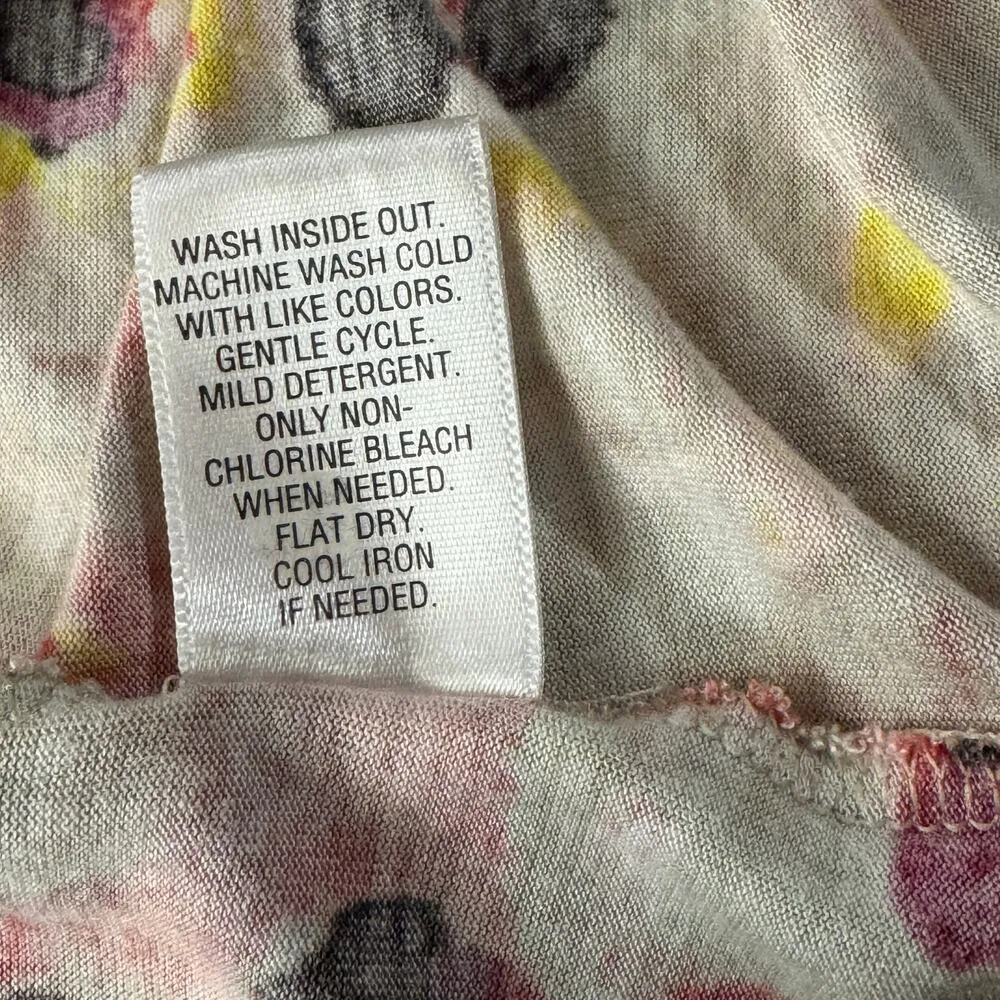 WASH INSIDE OUT.
MACHINE WASH COLD
WITH LIKE COLORS.
GENTLE CYCLE.
MILD DETERGENT.
ONLY NON-
CHLORINE BLEACH
WHEN NEEDED.
FLAT DRY.
COOL IRON
IF NEEDED.